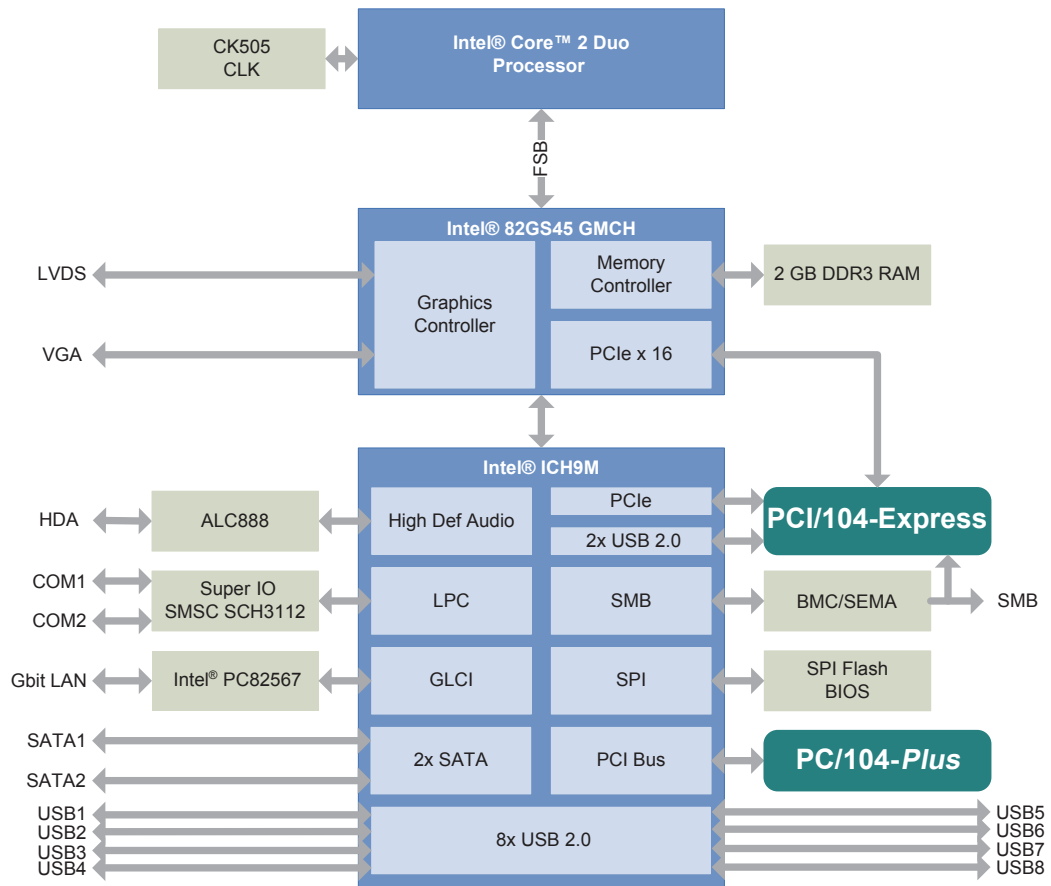 CK505
CLK
Intel® Core™ 2 Duo
Processor
FSB
Intel® 82GS45 GMCH
LVDS
VGA
Graphics
Controller
Memory
Controller
PCIe x 16
2 GB DDR3 RAM
Intel® ICH9M
HDA
ALC888
High Def Audio
PCIe
2x USB 2.0
PCI/104-Express
COM1
COM2
Super IO
SMSC SCH3112
LPC
SMB
BMC/SEMA
SMB
Gbit LAN
Intel® PC82567
GLCI
SPI
SPI Flash
BIOS
SATA1
SATA2
2x SATA
PCI Bus
PC/104-Plus
USB1
USB2
USB3
USB4
8x USB 2.0
USB5
USB6
USB7
USB8